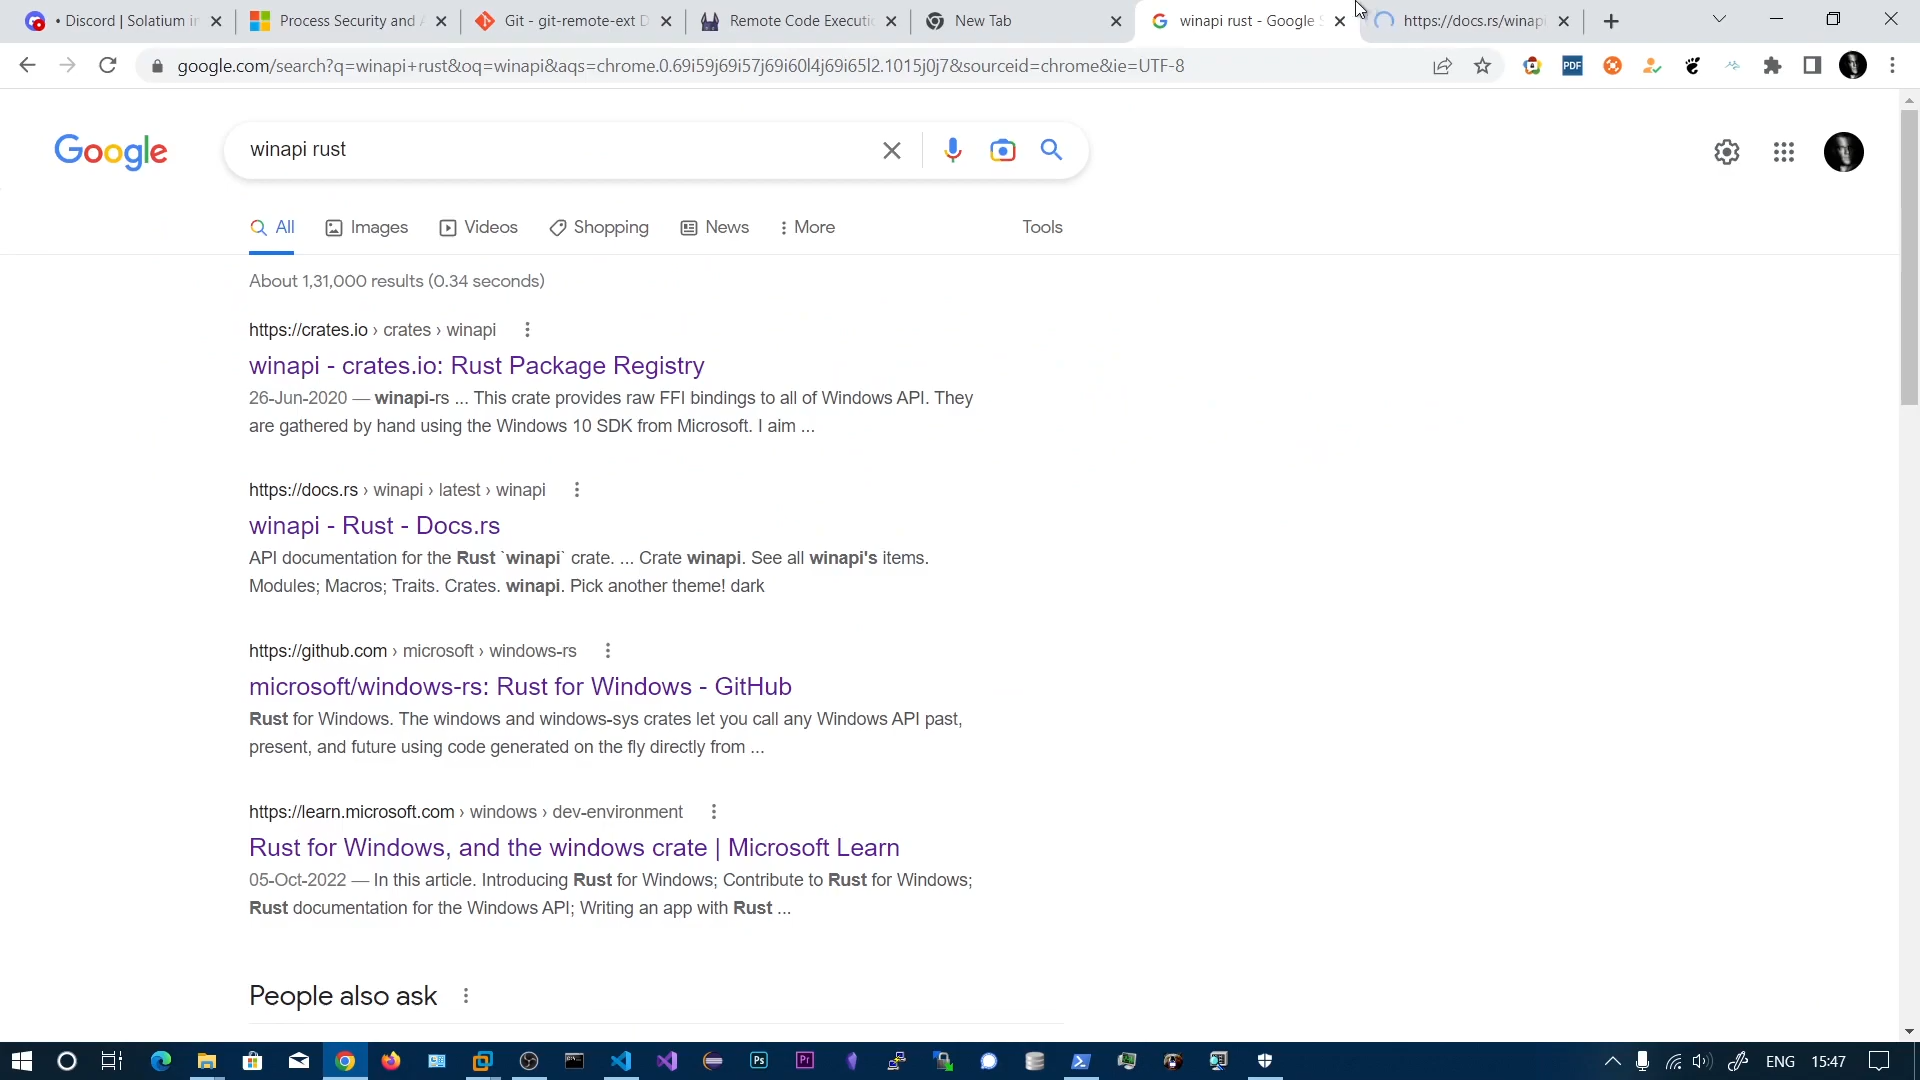 • Discord | Solatium in
Process Security and A
Git - git-remote-ext D
Remote Code Executi
New Tab
winapi rust - Google S
https://docs.rs/winapi
google.com/search?q=winapi+rust&oq=winapi&aqs=chrome.0.69i59j69i57j69i60l4j69i65l2.1015j0j7&sourceid=chrome&ie=UTF-8
PDF
Google
winapi rust
All
Images
Videos
Shopping
News
More
Tools
About 1,31,000 results (0.34 seconds)
https://crates.io › crates › winapi
winapi - crates.io: Rust Package Registry
26-Jun-2020 — winapi-rs ... This crate provides raw FFI bindings to all of Windows API. They
are gathered by hand using the Windows 10 SDK from Microsoft. I aim ...
https://docs.rs › winapi › latest › winapi
winapi - Rust - Docs.rs
API documentation for the Rust `winapi` crate. ... Crate winapi. See all winapi's items.
Modules; Macros; Traits. Crates. winapi. Pick another theme! dark
https://github.com › microsoft › windows-rs
microsoft/windows-rs: Rust for Windows - GitHub
Rust for Windows. The windows and windows-sys crates let you call any Windows API past,
present, and future using code generated on the fly directly from ...
https://learn.microsoft.com › windows › dev-environment
Rust for Windows, and the windows crate | Microsoft Learn
05-Oct-2022 — In this article. Introducing Rust for Windows; Contribute to Rust for Windows;
Rust documentation for the Windows API; Writing an app with Rust ...
People also ask
Ps
Pr
ENG
15:47